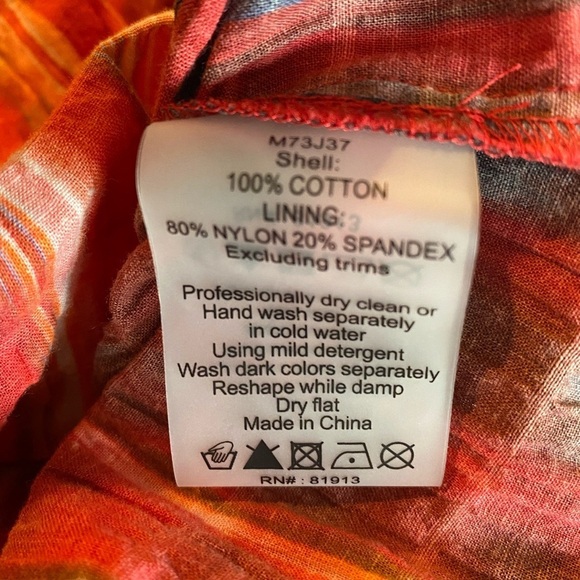 M73J37
Shell:
100% COTTON
LINING:
80% NYLON 20% SPANDEX
Excluding trims
Professionally dry clean or
Hand wash separately
in cold water
Using mild detergent
Wash dark colors separately
Reshape while damp
Dry flat
Made in China
RN# : 81913